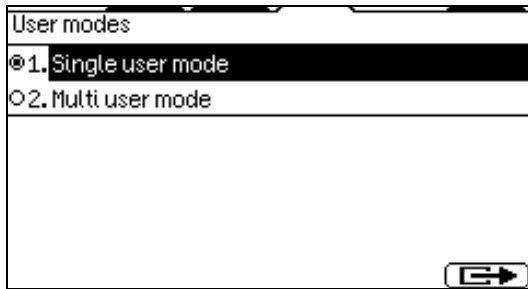 User modes
1. Single user mode
2. Multi user mode